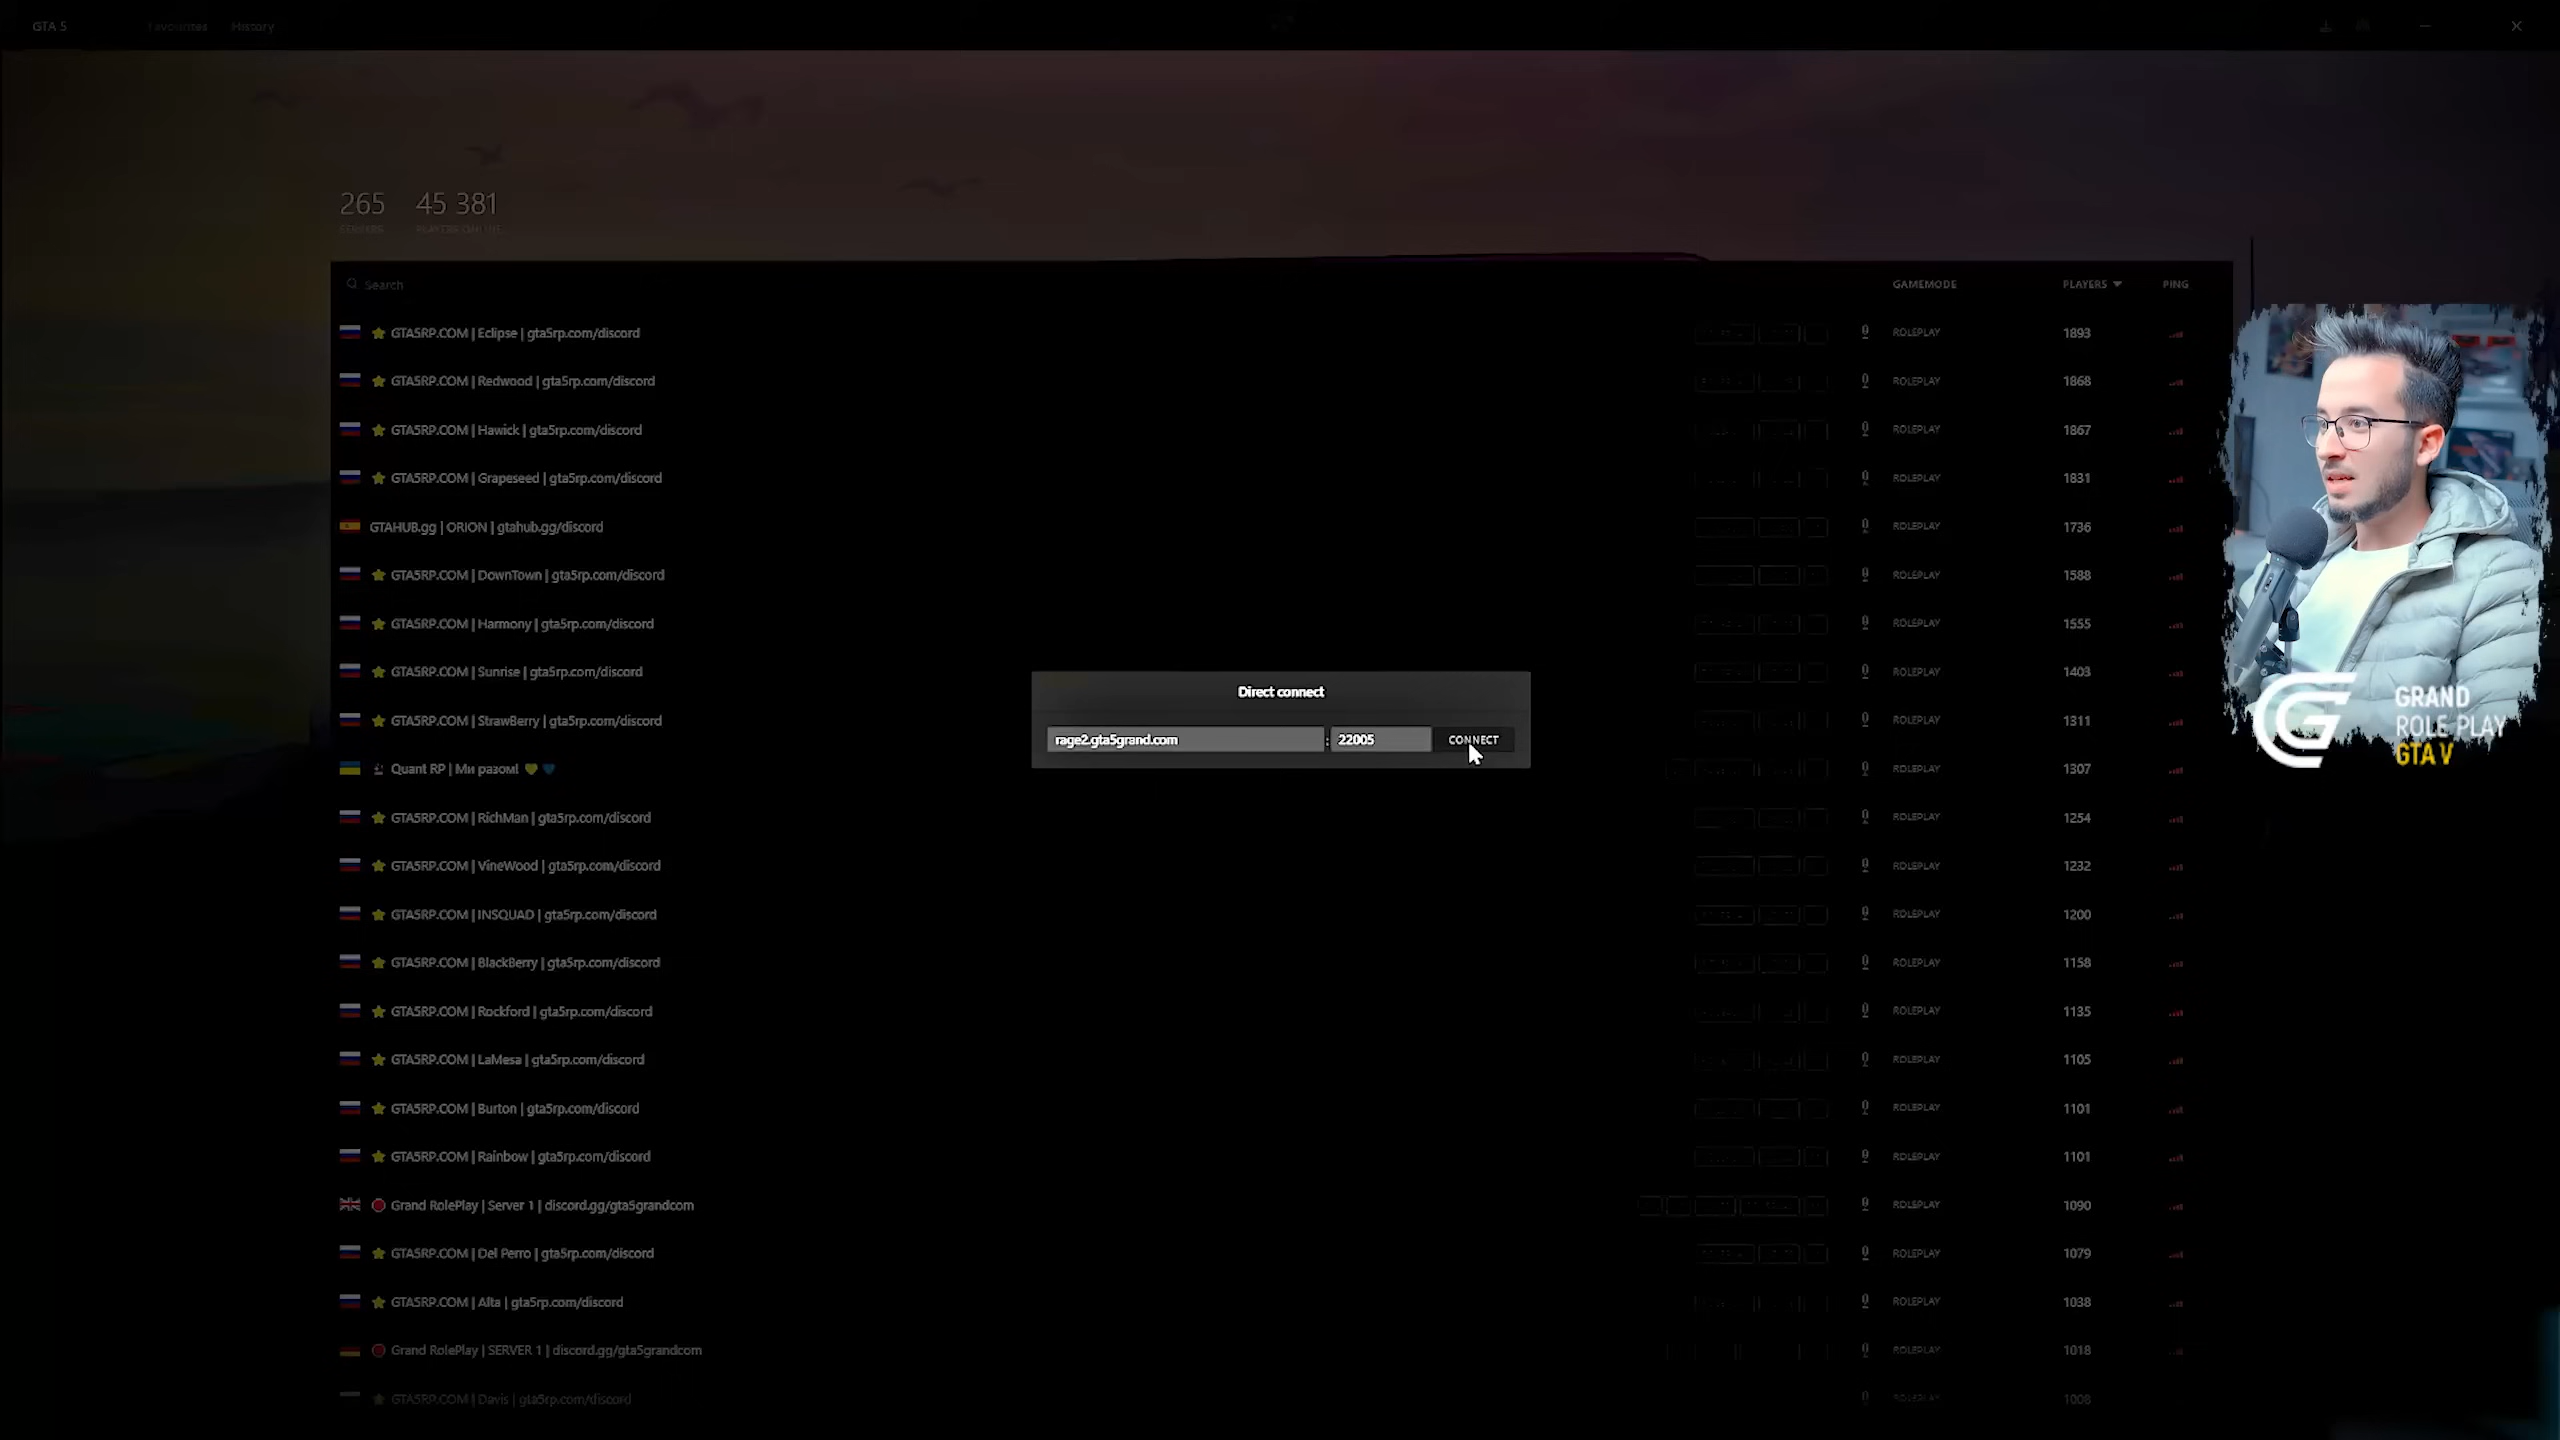 GTA 5 Favourites History
265 45 381
SERVERS PLAYERS ONLINE
Search GAMEMODE PLAYERS PING
GTA5RP.COM | Eclipse | gta5rp.com/discord ROLEPLAY 1893
GTA5RP.COM | Redwood | gta5rp.com/discord ROLEPLAY 1868
GTA5RP.COM | Hawick | gta5rp.com/discord ROLEPLAY 1867
GTA5RP.COM | Grapeseed | gta5rp.com/discord ROLEPLAY 1831
GTAHUB.gg | ORION | gtahub.gg/discord ROLEPLAY 1736
GTA5RP.COM | DownTown | gta5rp.com/discord ROLEPLAY 1588
GTA5RP.COM | Harmony | gta5rp.com/discord ROLEPLAY 1555
GTA5RP.COM | Sunrise | gta5rp.com/discord ROLEPLAY 1403
GTA5RP.COM | StrawBerry | gta5rp.com/discord ROLEPLAY 1311
Quant RP | Ми разом! ROLEPLAY 1307
GTA5RP.COM | RichMan | gta5rp.com/discord ROLEPLAY 1254
GTA5RP.COM | VineWood | gta5rp.com/discord ROLEPLAY 1232
GTA5RP.COM | INSQUAD | gta5rp.com/discord ROLEPLAY 1200
GTA5RP.COM | BlackBerry | gta5rp.com/discord ROLEPLAY 1158
GTA5RP.COM | Rockford | gta5rp.com/discord ROLEPLAY 1135
GTA5RP.COM | LaMesa | gta5rp.com/discord ROLEPLAY 1105
GTA5RP.COM | Burton | gta5rp.com/discord ROLEPLAY 1101
GTA5RP.COM | Rainbow | gta5rp.com/discord ROLEPLAY 1101
Grand RolePlay | Server 1 | discord.gg/gta5grandcom ROLEPLAY 1090
GTA5RP.COM | Del Perro | gta5rp.com/discord ROLEPLAY 1079
GTA5RP.COM | Alta | gta5rp.com/discord ROLEPLAY 1038
Grand RolePlay | SERVER 1 | discord.gg/gta5grandcom ROLEPLAY 1018
GTA5RP.COM | Davis | gta5rp.com/discord ROLEPLAY 1008
Direct connect
rage2.gta5grand.com : 22005 CONNECT
GRAND
ROLE PLAY
GTA V